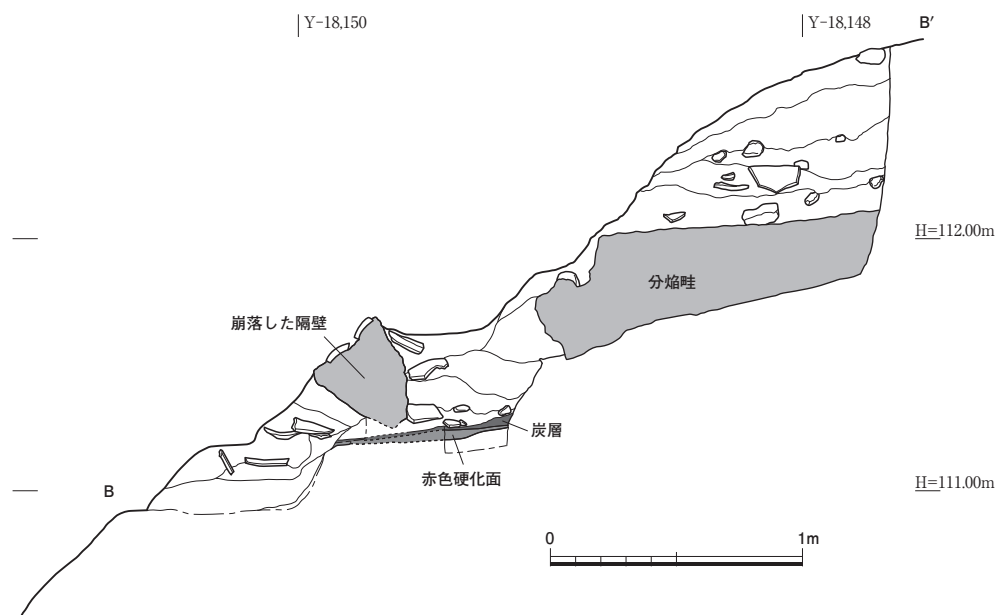 Y-18,150
Y-18,148
B′
H=112.00m
分焔畦
崩落した隔壁
炭層
赤色硬化面
B
H=111.00m
0
1m